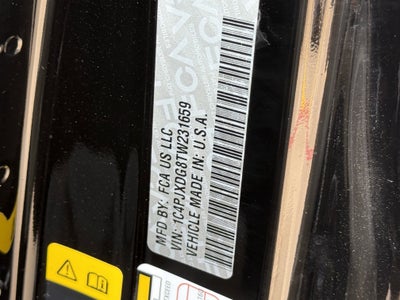 MFD BY: FCA US LLC
VIN: 1C4PJXDG8TW231659
VEHICLE MADE IN: U.S.A.